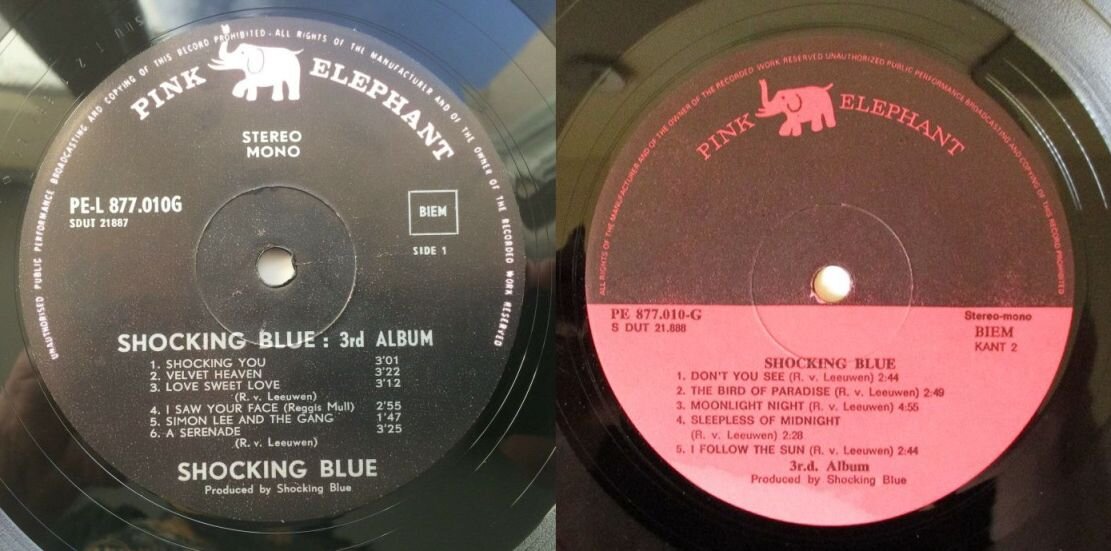 UNAUTHORISED PUBLIC PERFORMANCE BROADCASTING AND COPYING OF THIS RECORD PROHIBITED - ALL RIGHTS OF THE MANUFACTURER AND OF THE OWNER OF THE RECORDED WORK RESERVED
PINK ELEPHANT
STEREO
MONO
PE-L 877.010G
SDUT 21887
BIEM
SIDE 1
SHOCKING BLUE : 3rd ALBUM
1. SHOCKING YOU 3'01
2. VELVET HEAVEN 3'22
3. LOVE SWEET LOVE 3'12
(R. v. Leeuwen)
4. I SAW YOUR FACE (Reggis Mull) 2'55
5. SIMON LEE AND THE GANG 1'47
6. A SERENADE 3'25
(R. v. Leeuwen)
SHOCKING BLUE
Produced by Shocking Blue
ALL RIGHTS OF THE MANUFACTURER AND OF THE OWNER OF THE RECORDED WORK RESERVED UNAUTHORIZED PUBLIC PERFORMANCE BROADCASTING AND COPYING OF THIS RECORD PROHIBITED
PINK ELEPHANT
PE 877.010-G
S DUT 21.888
Stereo-mono
BIEM
KANT 2
SHOCKING BLUE
1. DON'T YOU SEE (R. v. Leeuwen) 2:44
2. THE BIRD OF PARADISE (R. v. Leeuwen) 2:49
3. MOONLIGHT NIGHT (R. v. Leeuwen) 4:55
4. SLEEPLESS OF MIDNIGHT
(R. v. Leeuwen) 2:28
5. I FOLLOW THE SUN (R. v. Leeuwen) 2:44
3r.d. Album
Produced by Shocking Blue